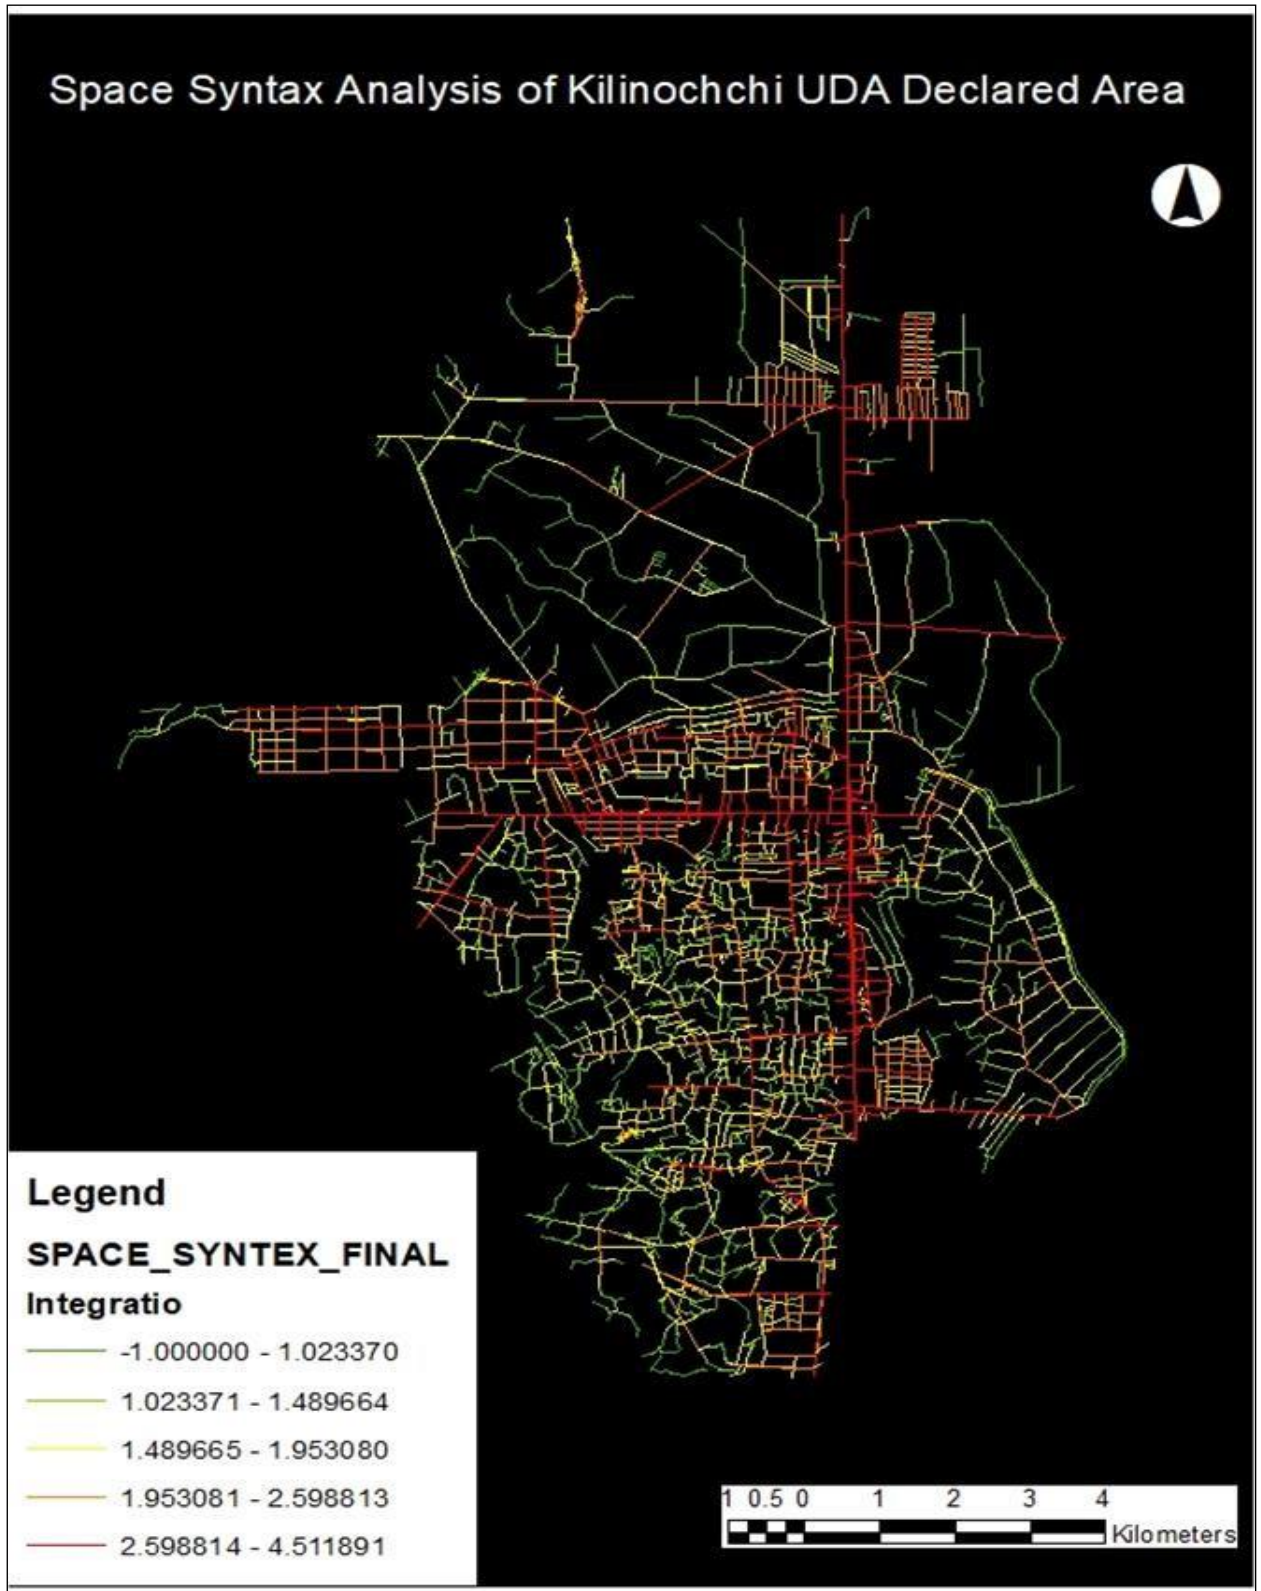 Space Syntax Analysis of Kilinochchi UDA Declared Area
Legend
SPACE_SYNTEX_FINAL
Integratio
-1.000000 - 1.023370
1.023371 - 1.489664
1.489665 - 1.953080
1.953081 - 2.598813
2.598814 - 4.511891
1 0.5 0 1 2 3 4
Kilometers